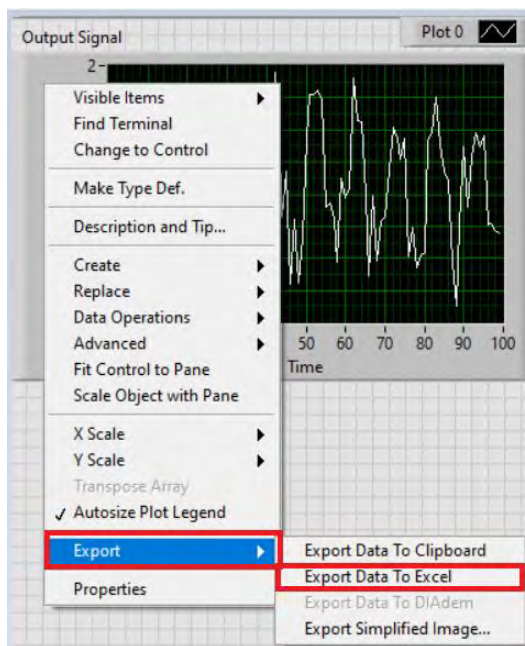 Output Signal
Plot 0
2-
Visible Items
Find Terminal
Change to Control
Make Type Def.
Description and Tip...
Create
Replace
Data Operations
Advanced
Fit Control to Pane
Scale Object with Pane
X Scale
Y Scale
Transpose Array
✓ Autosize Plot Legend
Export
Properties
50 60 70 80 90 100
Time
Export Data To Clipboard
Export Data To Excel
Export Data To DIAdem
Export Simplified Image...